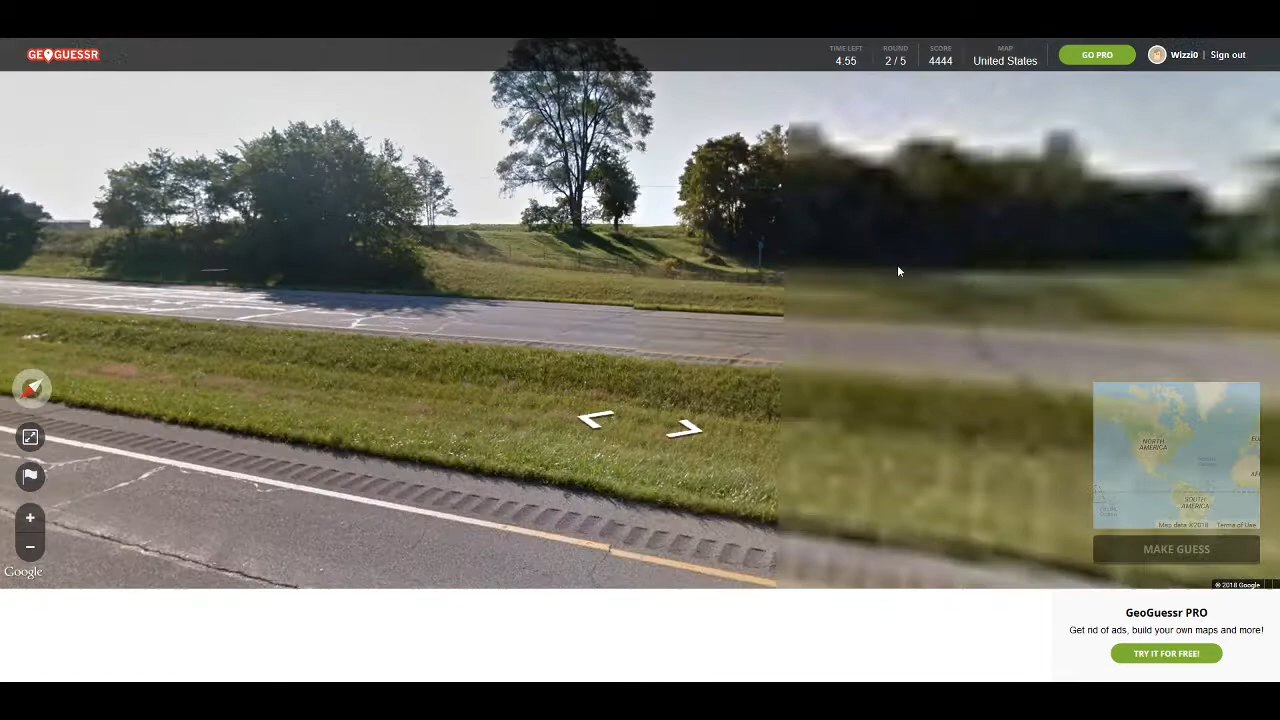 GEOGUESSR
TIME LEFT
4:55
ROUND
2 / 5
SCORE
4444
MAP
United States
GO PRO
Wizzi0 | Sign out
NORTH
AMERICA
SOUTH
AMERICA
Map data ©2018 Terms of Use
MAKE GUESS
Google
© 2018 Google
GeoGuessr PRO
Get rid of ads, build your own maps and more!
TRY IT FOR FREE!